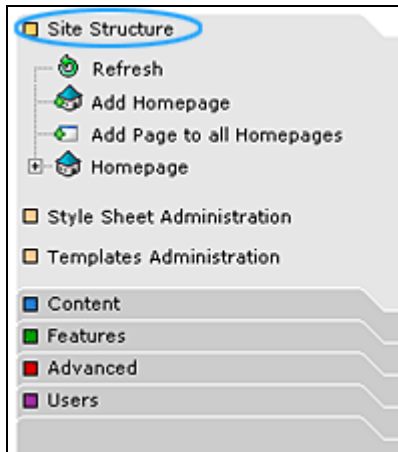 Site Structure
Refresh
Add Homepage
Add Page to all Homepages
Homepage
Style Sheet Administration
Templates Administration
Content
Features
Advanced
Users